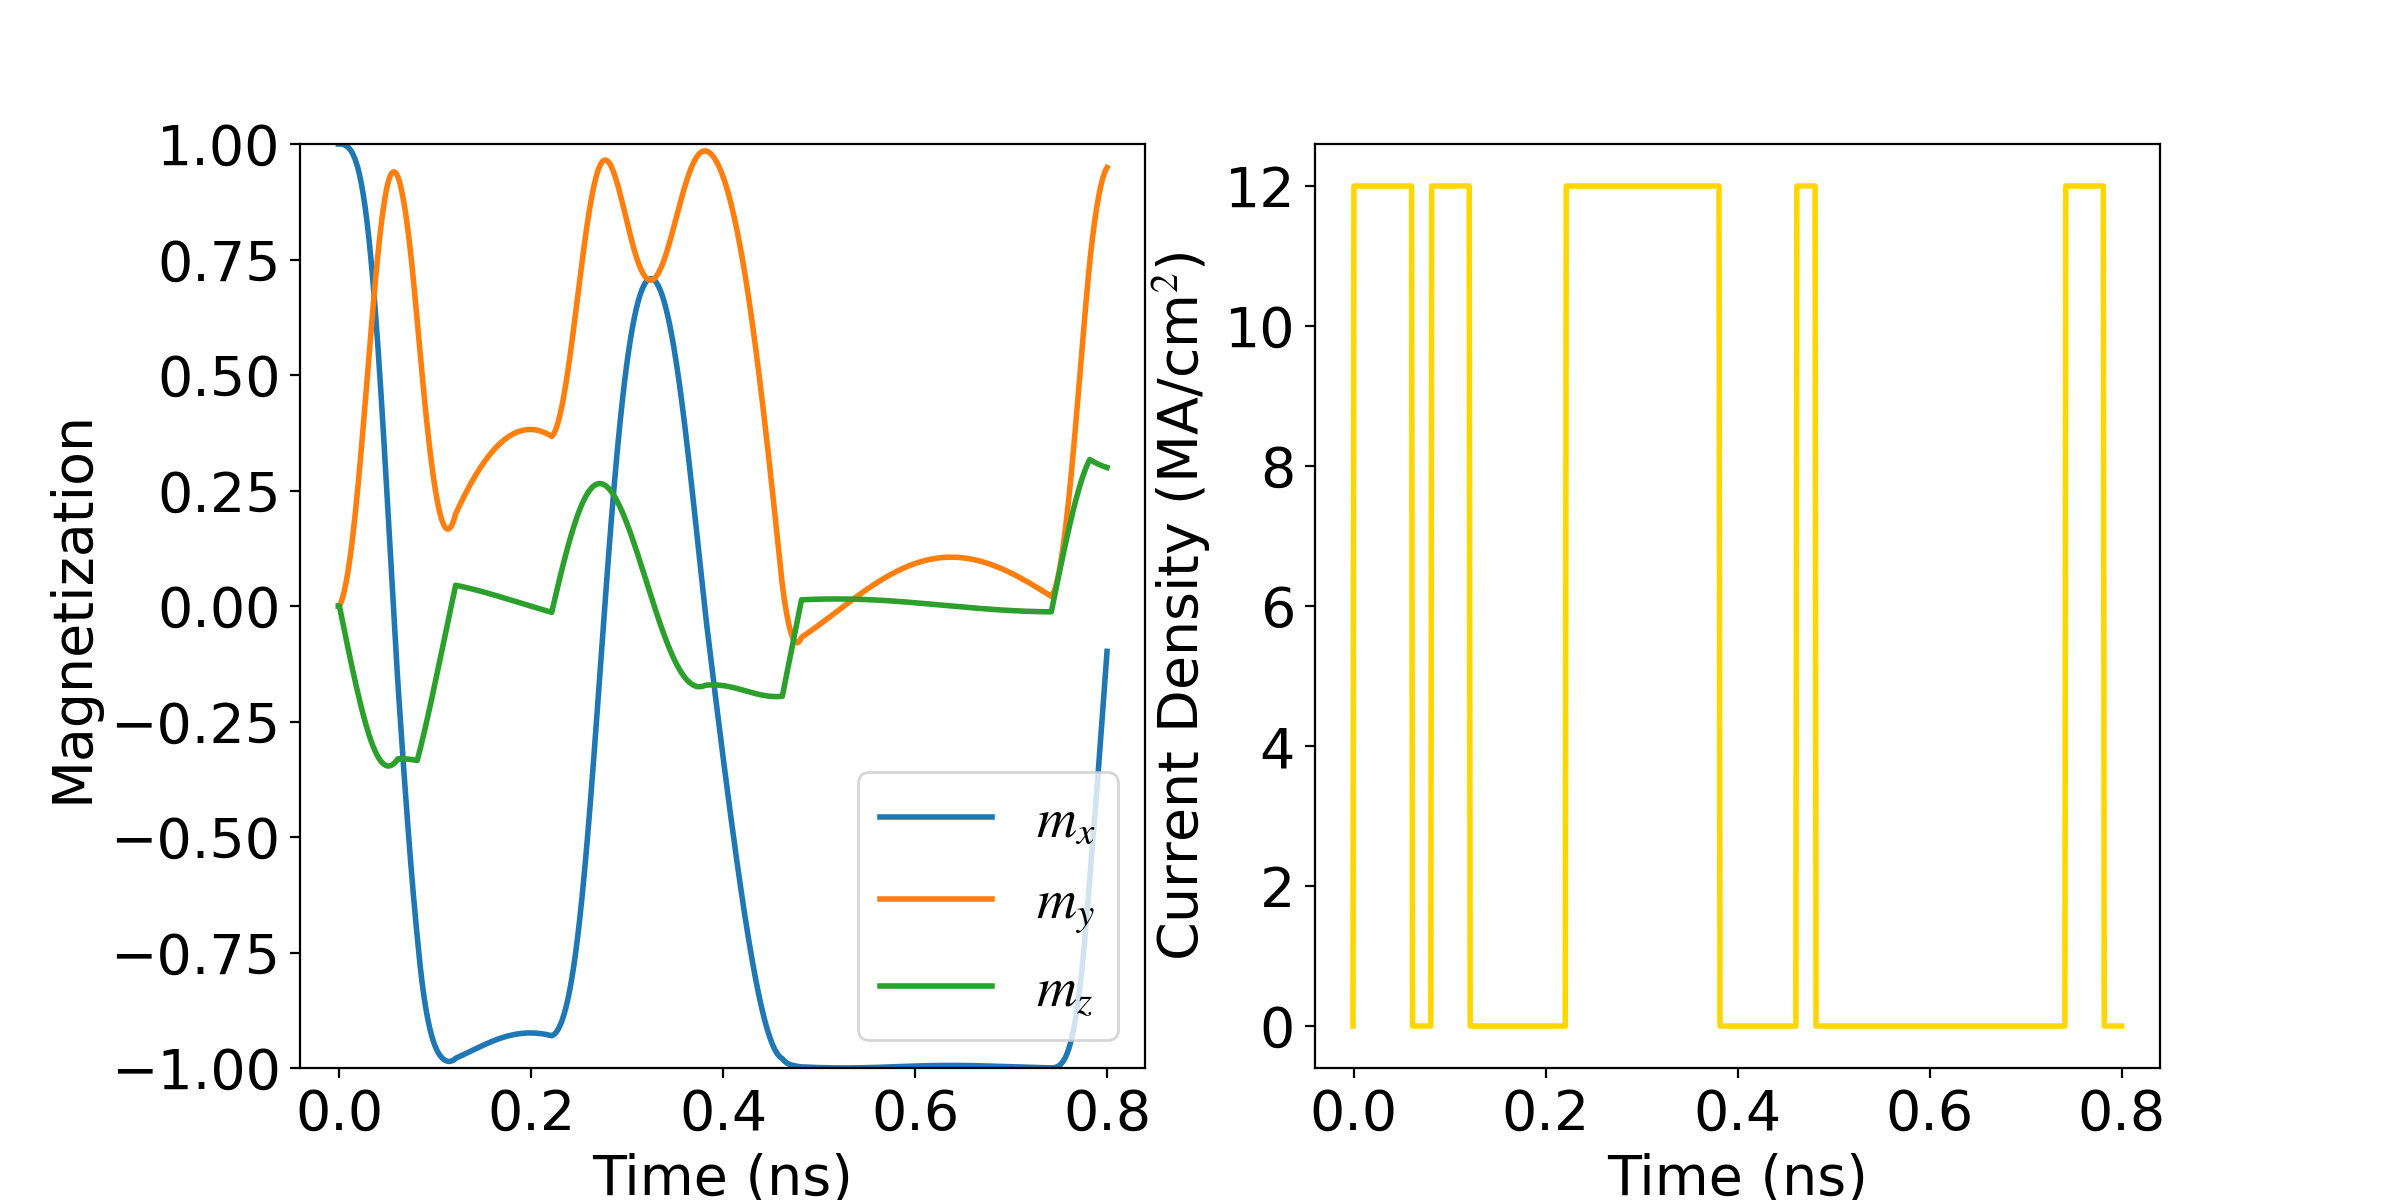 Magnetization
1.00
0.75
0.50
0.25
0.00
−0.25
−0.50
−0.75
−1.00
0.0 0.2 0.4 0.6 0.8
Time (ns)
m_x
m_y
m_z
Current Density (MA/cm²)
12
10
8
6
4
2
0
0.0 0.2 0.4 0.6 0.8
Time (ns)